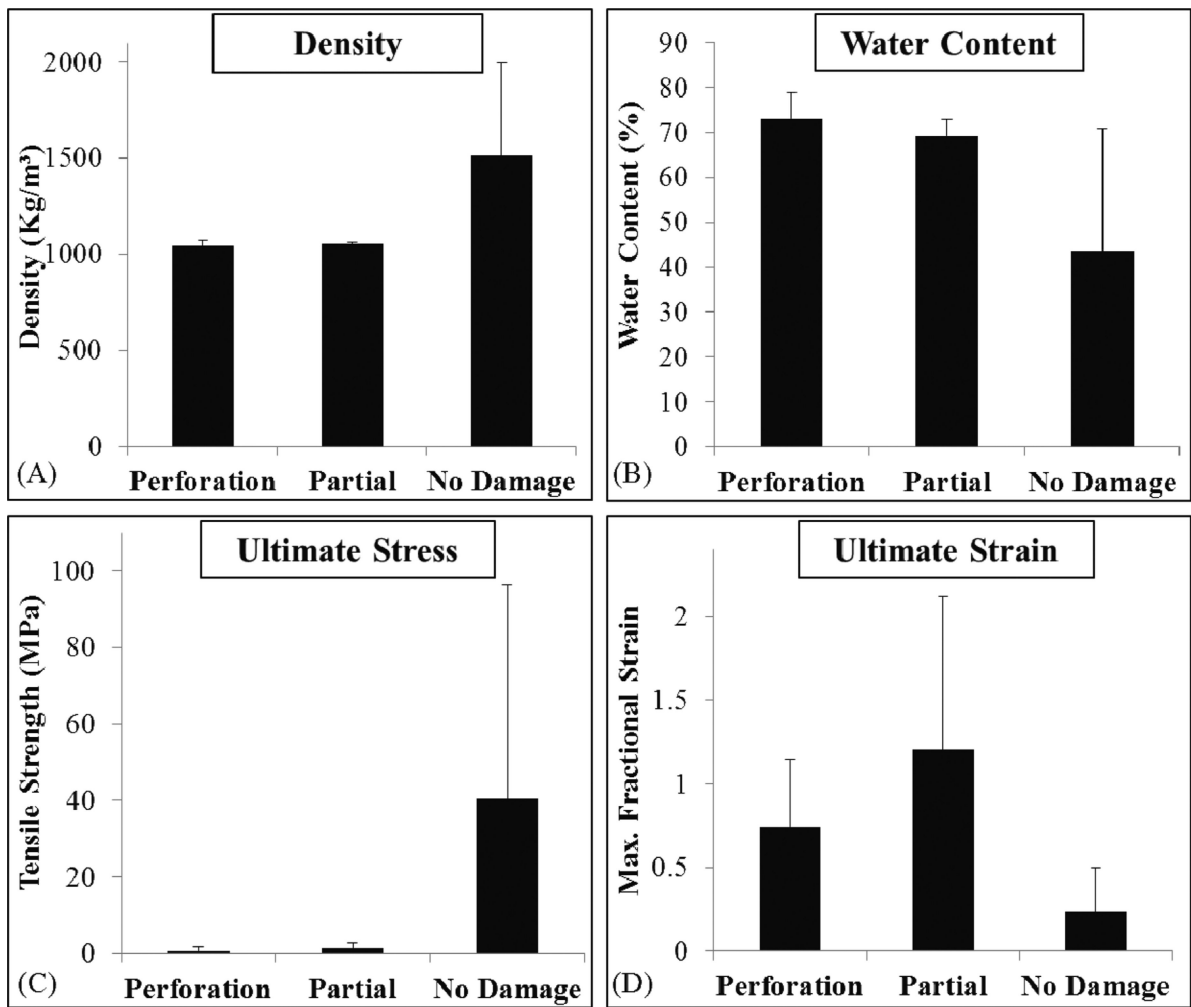 Density
Density (Kg/m³)
2000
1500
1000
500
0
Perforation Partial No Damage
(A)
Water Content
Water Content (%)
90
80
70
60
50
40
30
20
10
0
Perforation Partial No Damage
(B)
Ultimate Stress
Tensile Strength (MPa)
100
80
60
40
20
0
Perforation Partial No Damage
(C)
Ultimate Strain
Max. Fractional Strain
2
1.5
1
0.5
0
Perforation Partial No Damage
(D)